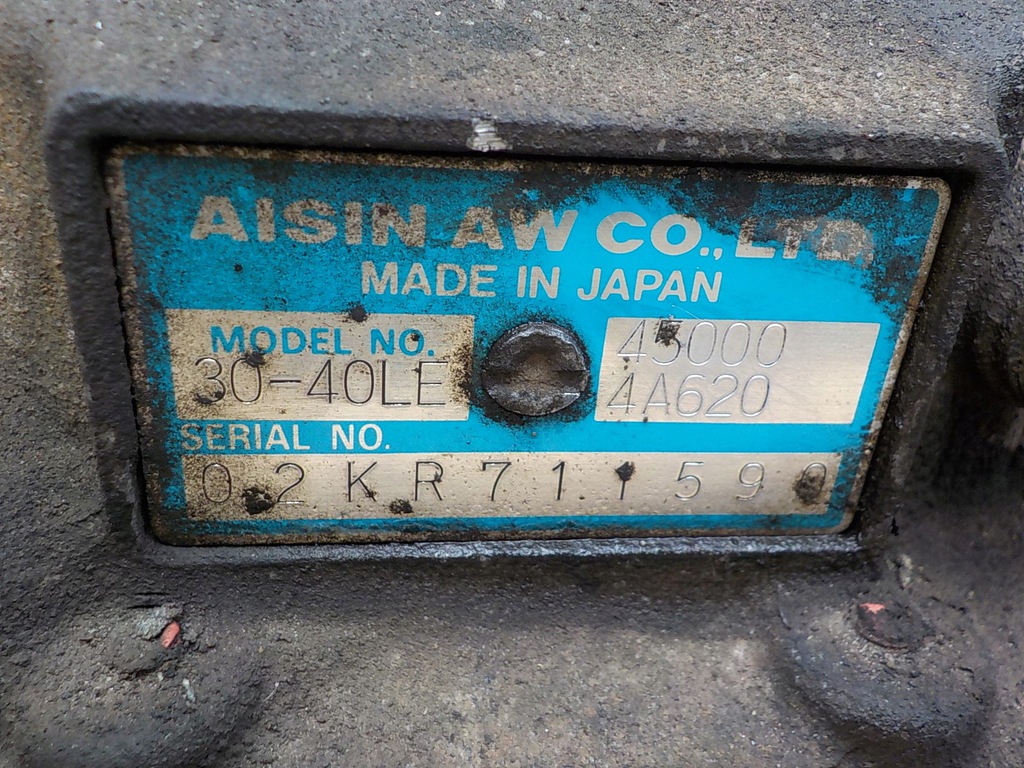 AISIN AW CO., LTD.
MADE IN JAPAN
MODEL NO.
30-40LE
45000
4A620
SERIAL NO.
02KR711590